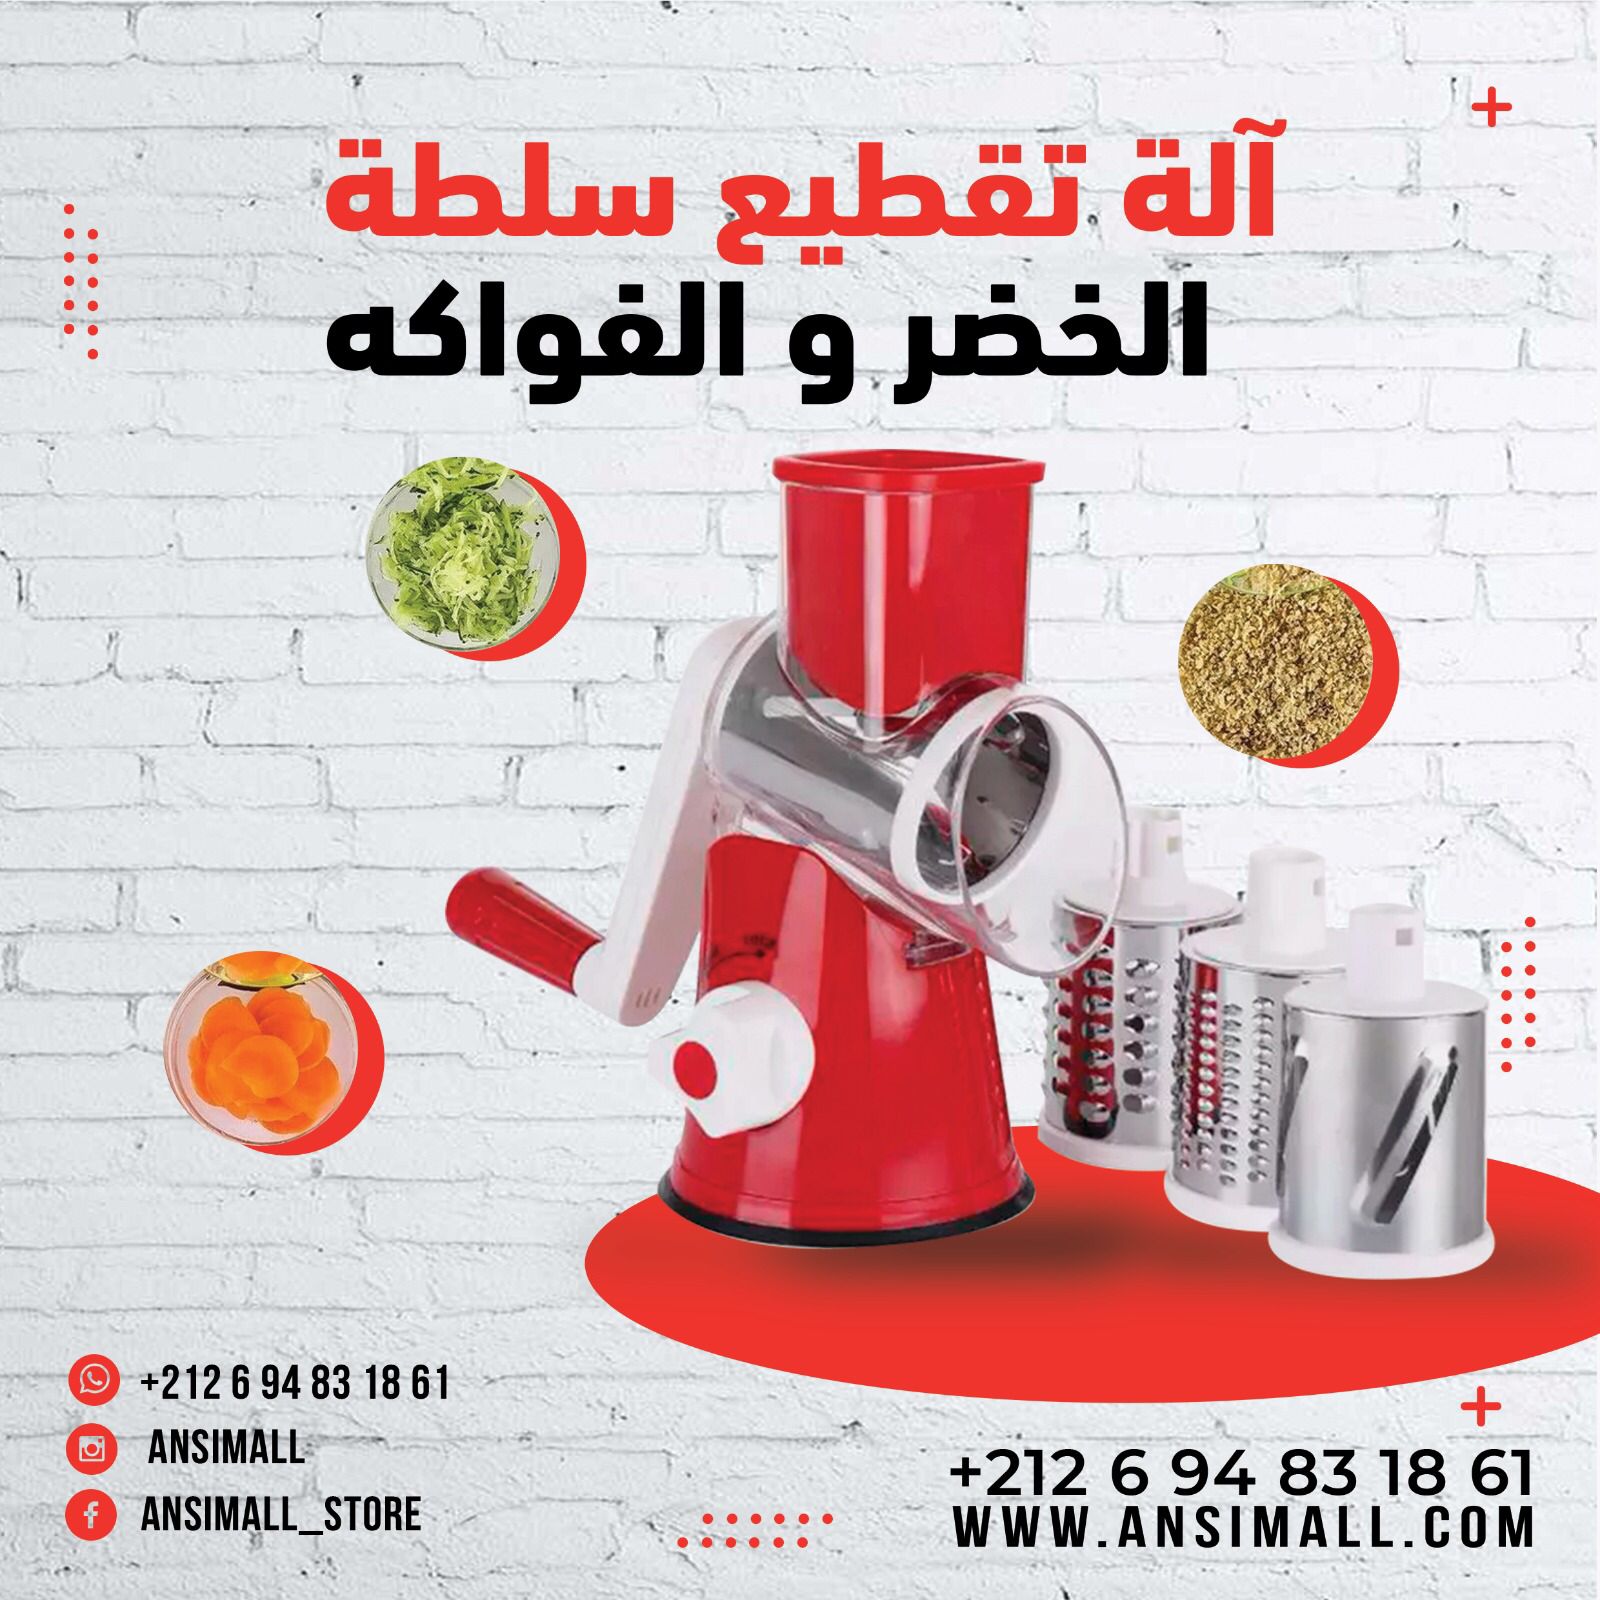 آلة تقطيع سلطة
الخضر و الفواكه
+212 6 94 83 18 61
ANSIMALL
ANSIMALL_STORE
+212 6 94 83 18 61
WWW.ANSIMALL.COM